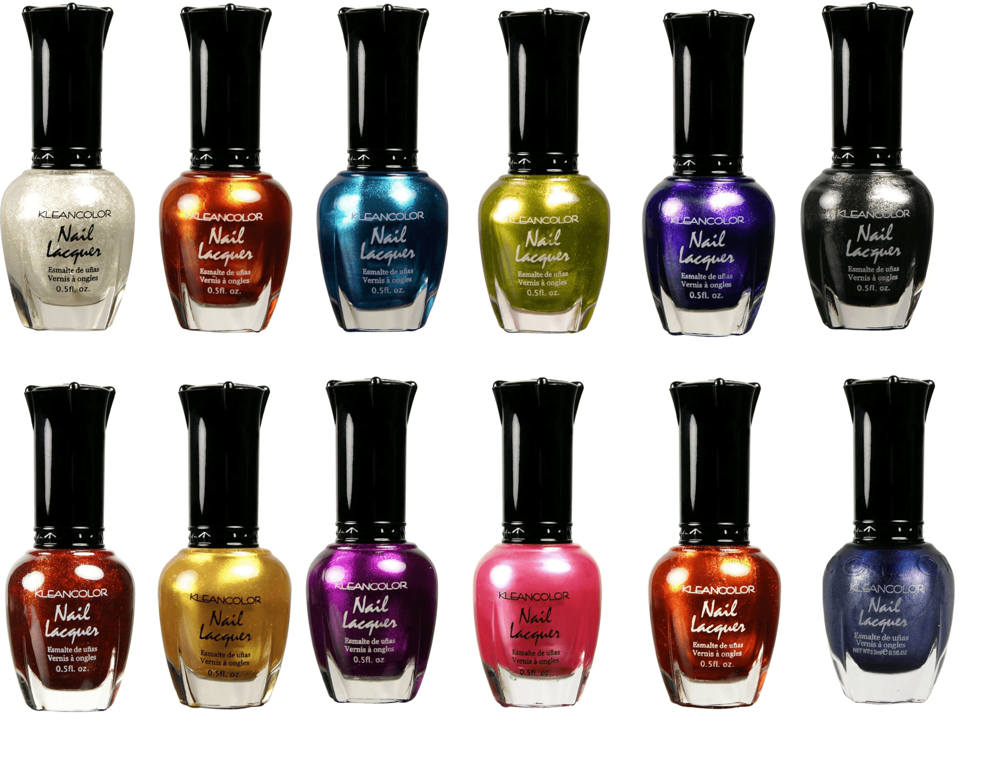 KLEANCOLOR
Nail
Lacquer
Esmalte de uñas
Vernis à ongles
0.5fl. oz.
KLEANCOLOR
Nail
Lacquer
Esmalte de uñas
Vernis à ongles
0.5fl. oz.
KLEANCOLOR
Nail
Lacquer
Esmalte de uñas
Vernis à ongles
0.5fl. oz.
KLEANCOLOR
Nail
Lacquer
Esmalte de uñas
Vernis à ongles
0.5fl. oz.
KLEANCOLOR
Nail
Lacquer
Esmalte de uñas
Vernis à ongles
0.5fl. oz.
KLEANCOLOR
Nail
Lacquer
Esmalte de uñas
Vernis à ongles
0.5fl. oz.
KLEANCOLOR
Nail
Lacquer
Esmalte de uñas
Vernis à ongles
0.5fl. oz.
KLEANCOLOR
Nail
Lacquer
Esmalte de uñas
Vernis à ongles
0.5fl. oz.
KLEANCOLOR
Nail
Lacquer
Esmalte de uñas
Vernis à ongles
0.5fl. oz
KLEANCOLOR
Nail
Lacquer
Esmalte de uñas
Vernis à ongles
0.5fl. oz.
KLEANCOLOR
Nail
Lacquer
Esmalte de uñas
Vernis à ongles
0.5fl. oz.
KLEANCOLOR
Nail
Lacquer
Esmalte de uñas
Vernis à ongles
NET WT.15ml℮ 0.5fl.oz